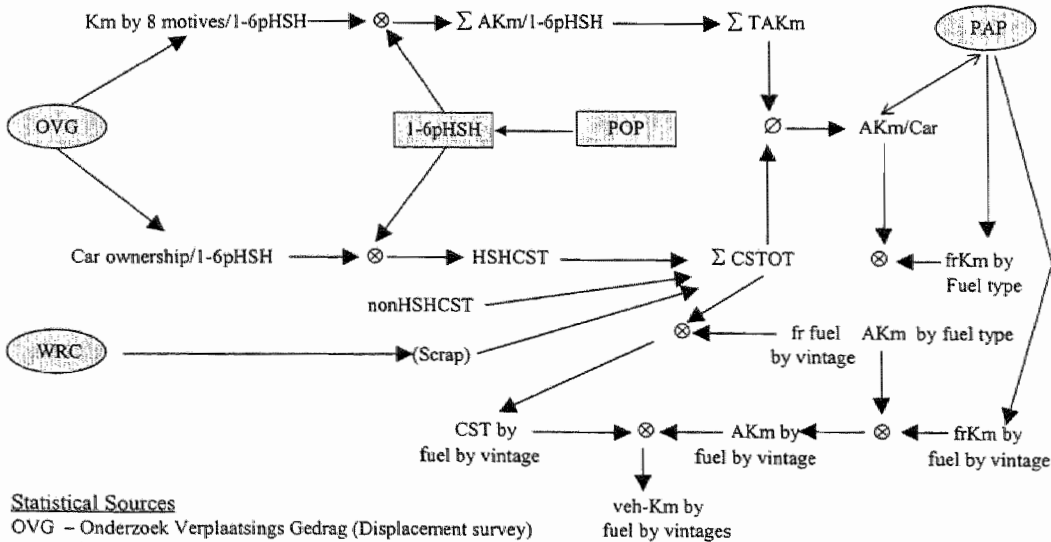 Km by 8 motives/1-6pHSH
⊗
Σ AKm/1-6pHSH
Σ TAKm
PAP
OVG
1-6pHSH
POP
∅
AKm/Car
Car ownership/1-6pHSH
⊗
HSHCST
Σ CSTOT
⊗
frKm by
Fuel type
nonHSHCST
WRC
(Scrap)
⊗
fr fuel
by vintage
AKm by fuel type
CST by
fuel by vintage
⊗
AKm by
fuel by vintage
⊗
frKm by
fuel by vintage
veh-Km by
fuel by vintages
Statistical Sources
OVG – Onderzoek Verplaatsings Gedrag (Displacement survey)